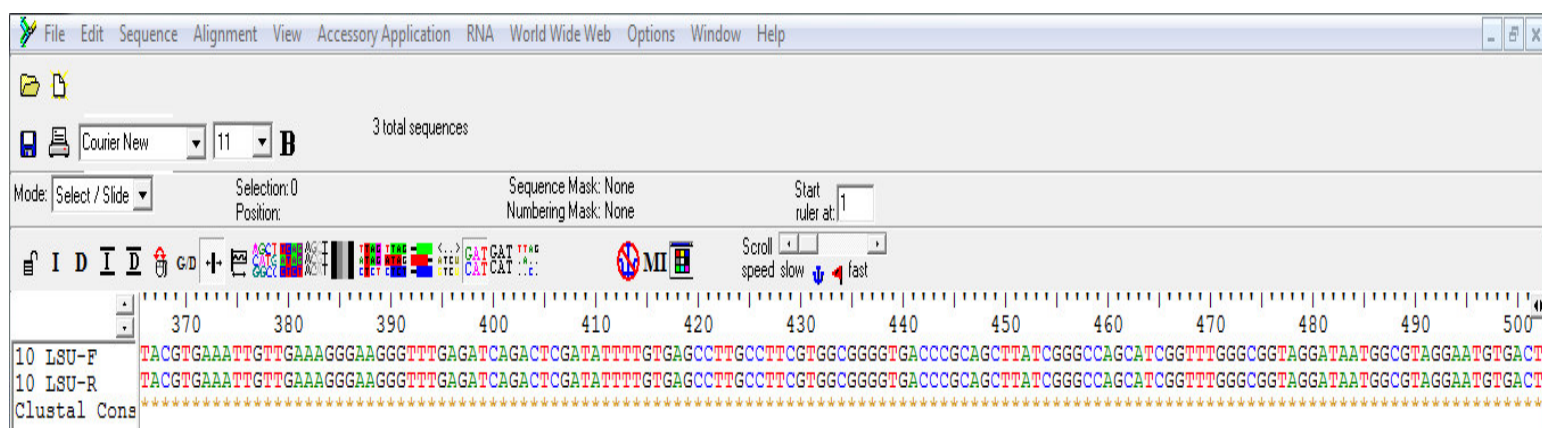 File Edit Sequence Alignment View Accessory Application RNA World Wide Web Options Window Help
Courier New 11 B 3 total sequences
Mode: Select / Slide Selection: 0 Sequence Mask: None Start
Position: Numbering Mask: None ruler at: 1
I D I D G/D MI Scroll
speed slow fast
370 380 390 400 410 420 430 440 450 460 470 480 490 500
10 LSU-F TACGTGAAATTGTTGAAAGGGAAGGGTTTGAGATCAGACTCGATATTTTGTGAGCCTTGCCTTCGTGGCGGGGTGACCCGCAGCTTATCGGGCCAGCATCGGTTTGGGCGGTAGGATAATGGCGTAGGAATGTGACT
10 LSU-R TACGTGAAATTGTTGAAAGGGAAGGGTTTGAGATCAGACTCGATATTTTGTGAGCCTTGCCTTCGTGGCGGGGTGACCCGCAGCTTATCGGGCCAGCATCGGTTTGGGCGGTAGGATAATGGCGTAGGAATGTGACT
Clustal Cons